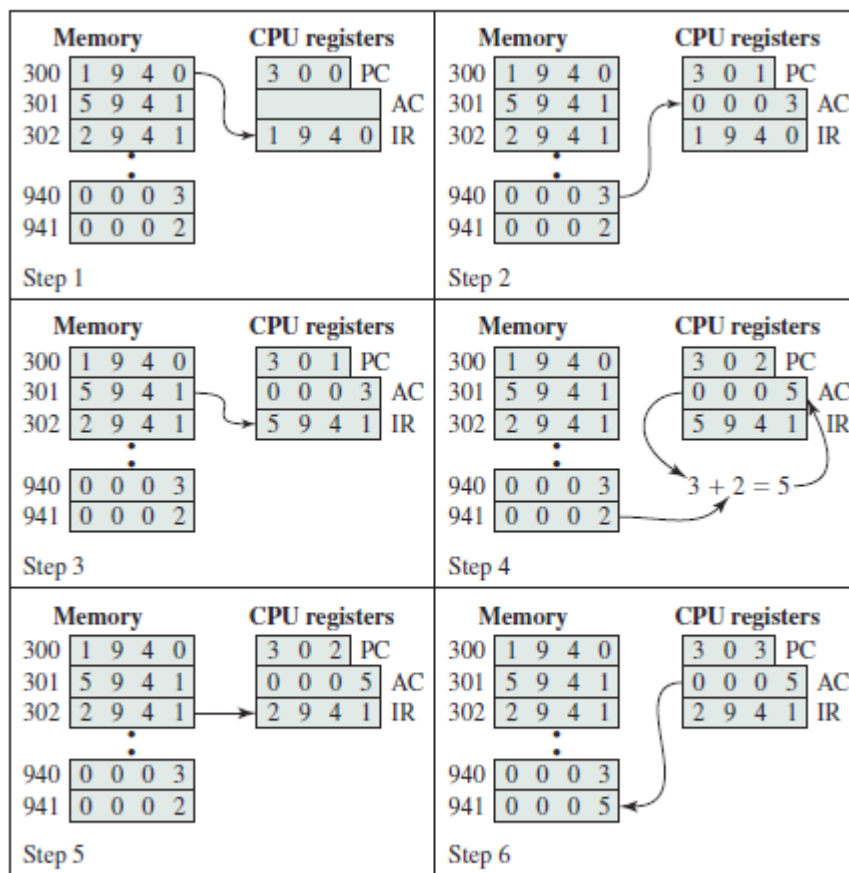 Memory CPU registers
300 1 9 4 0 3 0 0 PC
301 5 9 4 1 AC
302 2 9 4 1 1 9 4 0 IR
940 0 0 0 3
941 0 0 0 2
Step 1
Memory CPU registers
300 1 9 4 0 3 0 1 PC
301 5 9 4 1 0 0 0 3 AC
302 2 9 4 1 1 9 4 0 IR
940 0 0 0 3
941 0 0 0 2
Step 2
Memory CPU registers
300 1 9 4 0 3 0 1 PC
301 5 9 4 1 0 0 0 3 AC
302 2 9 4 1 5 9 4 1 IR
940 0 0 0 3
941 0 0 0 2
Step 3
Memory CPU registers
300 1 9 4 0 3 0 2 PC
301 5 9 4 1 0 0 0 5 AC
302 2 9 4 1 5 9 4 1 IR
940 0 0 0 3 3 + 2 = 5
941 0 0 0 2
Step 4
Memory CPU registers
300 1 9 4 0 3 0 2 PC
301 5 9 4 1 0 0 0 5 AC
302 2 9 4 1 2 9 4 1 IR
940 0 0 0 3
941 0 0 0 2
Step 5
Memory CPU registers
300 1 9 4 0 3 0 3 PC
301 5 9 4 1 0 0 0 5 AC
302 2 9 4 1 2 9 4 1 IR
940 0 0 0 3
941 0 0 0 5
Step 6